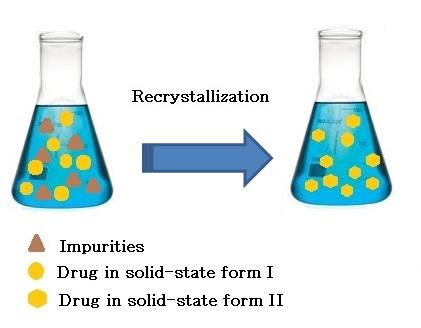 Recrystallization
Impurities
Drug in solid-state form I
Drug in solid-state form II